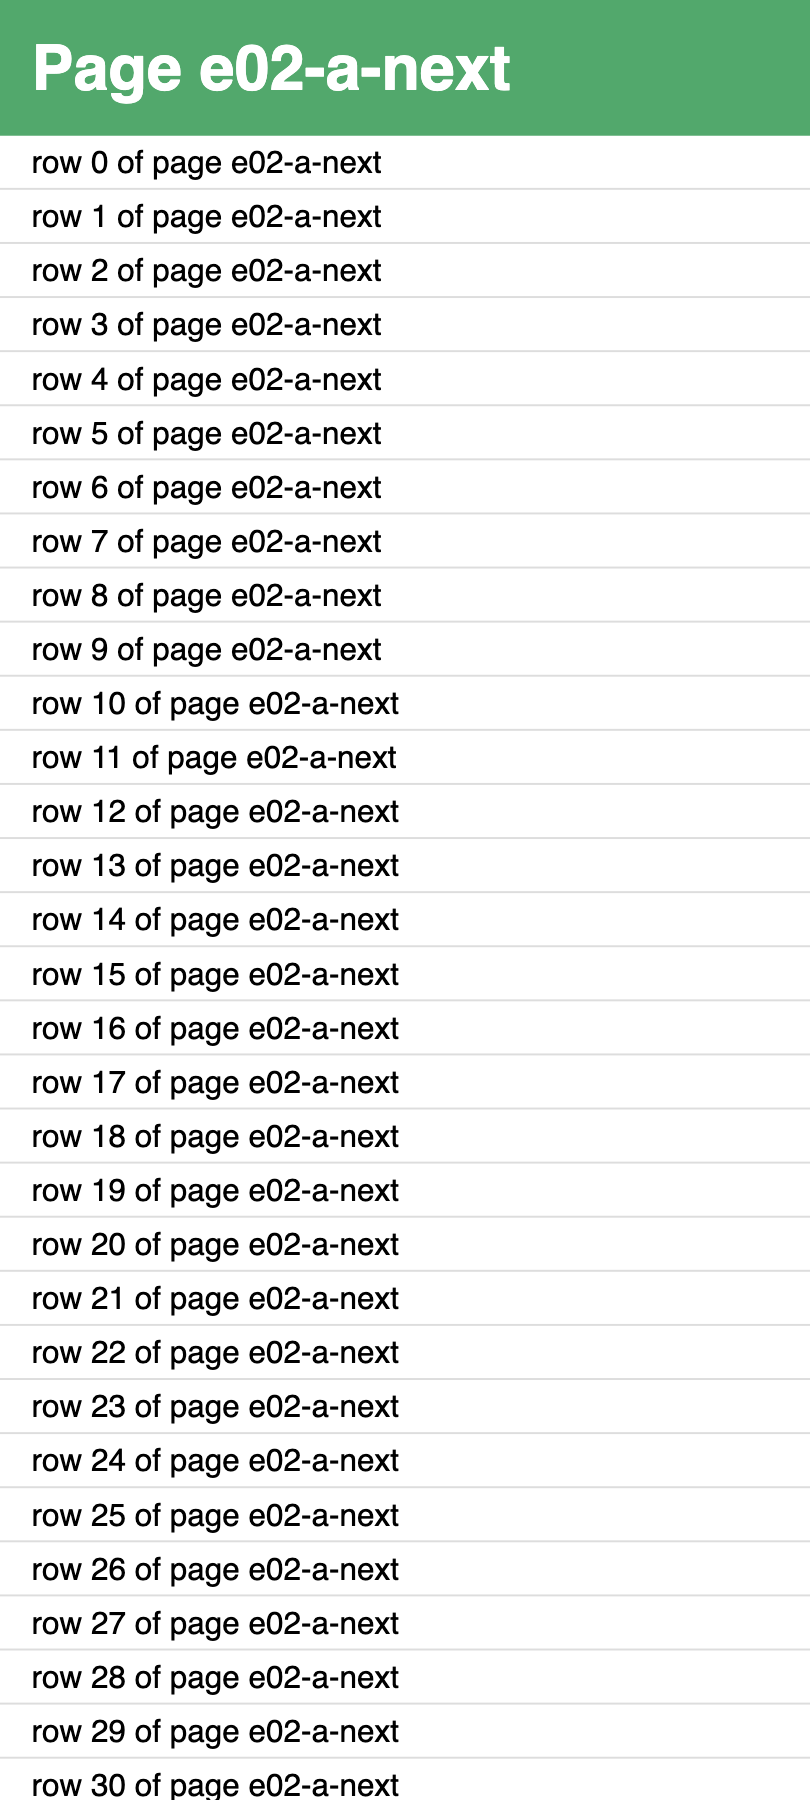 Page e02-a-next
row 0 of page e02-a-next
row 1 of page e02-a-next
row 2 of page e02-a-next
row 3 of page e02-a-next
row 4 of page e02-a-next
row 5 of page e02-a-next
row 6 of page e02-a-next
row 7 of page e02-a-next
row 8 of page e02-a-next
row 9 of page e02-a-next
row 10 of page e02-a-next
row 11 of page e02-a-next
row 12 of page e02-a-next
row 13 of page e02-a-next
row 14 of page e02-a-next
row 15 of page e02-a-next
row 16 of page e02-a-next
row 17 of page e02-a-next
row 18 of page e02-a-next
row 19 of page e02-a-next
row 20 of page e02-a-next
row 21 of page e02-a-next
row 22 of page e02-a-next
row 23 of page e02-a-next
row 24 of page e02-a-next
row 25 of page e02-a-next
row 26 of page e02-a-next
row 27 of page e02-a-next
row 28 of page e02-a-next
row 29 of page e02-a-next
row 30 of page e02-a-next